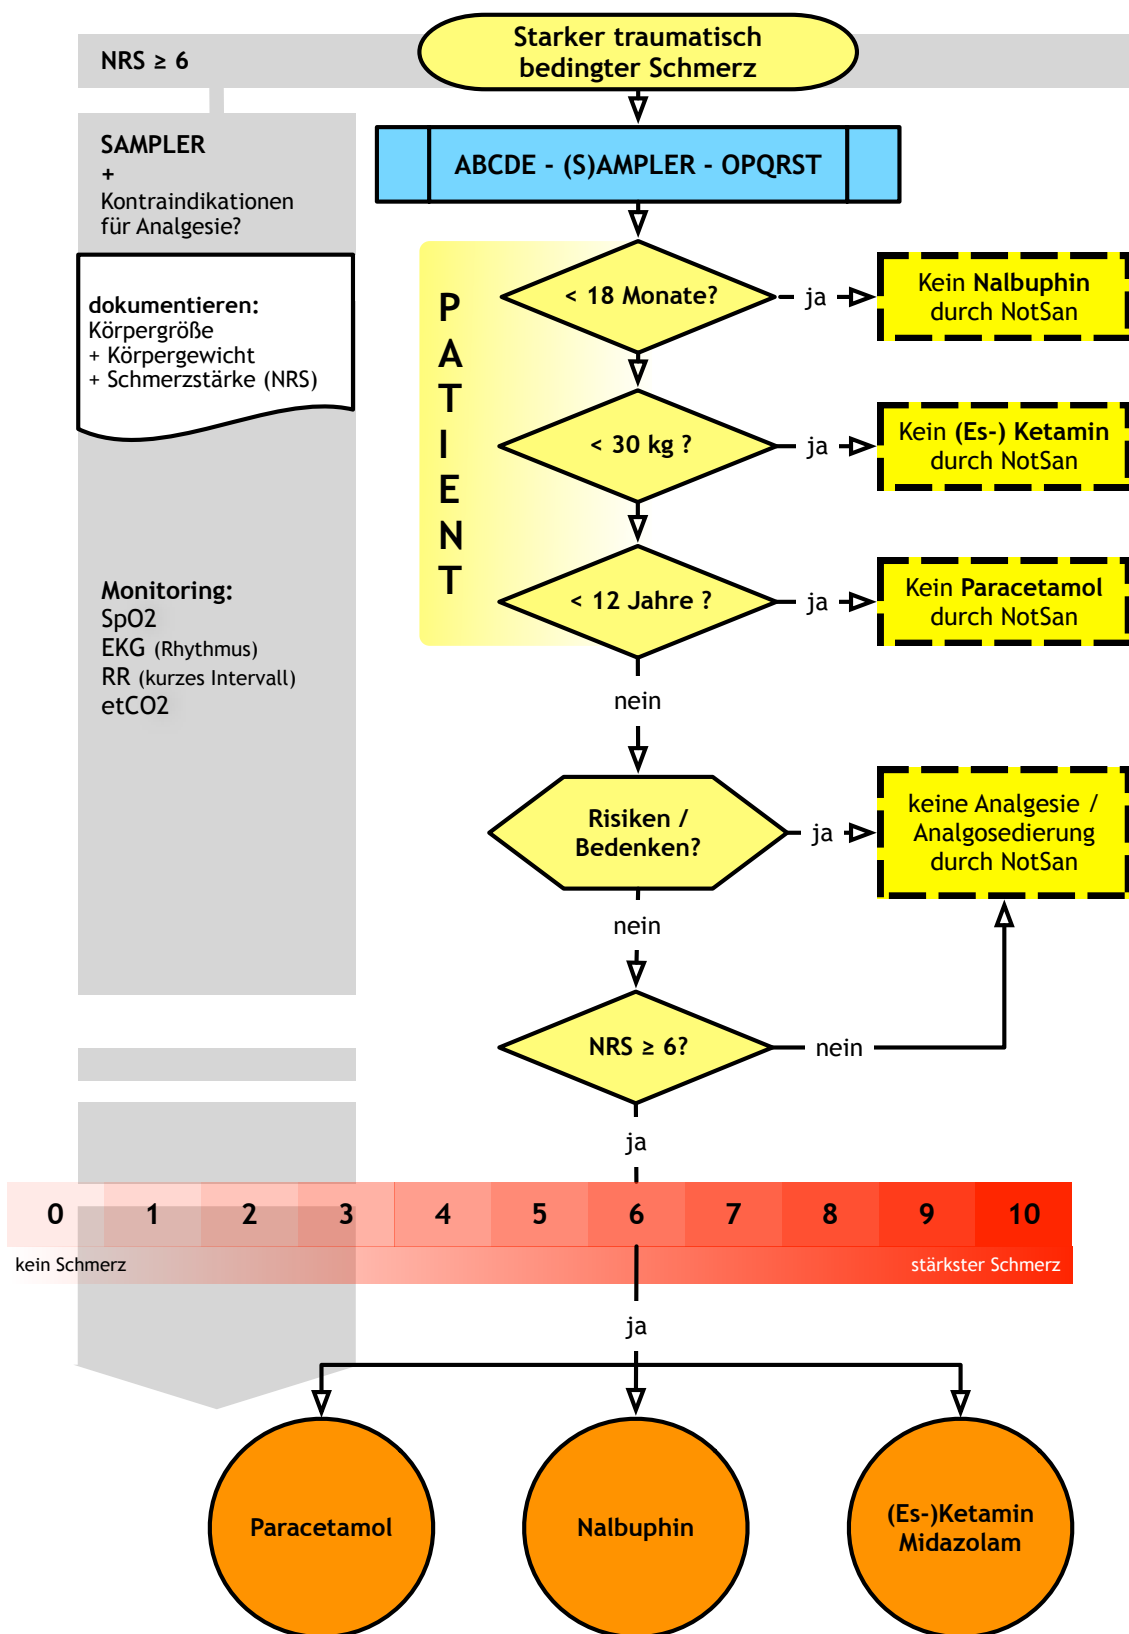 NRS ≥ 6
Starker traumatisch
bedingter Schmerz
SAMPLER
+
Kontraindikationen
für Analgesie?
ABCDE - (S)AMPLER - OPQRST
dokumentieren:
Körpergröße
+ Körpergewicht
+ Schmerzstärke (NRS)
Monitoring:
SpO2
EKG (Rhythmus)
RR (kurzes Intervall)
etCO2
P
A
T
I
E
N
T
< 18 Monate?
ja
Kein Nalbuphin
durch NotSan
< 30 kg ?
ja
Kein (Es-) Ketamin
durch NotSan
< 12 Jahre ?
ja
Kein Paracetamol
durch NotSan
nein
Risiken /
Bedenken?
ja
keine Analgesie /
Analgosedierung
durch NotSan
nein
NRS ≥ 6?
nein
ja
0 1 2 3 4 5 6 7 8 9 10
kein Schmerz stärkster Schmerz
ja
Paracetamol
Nalbuphin
(Es-)Ketamin
Midazolam